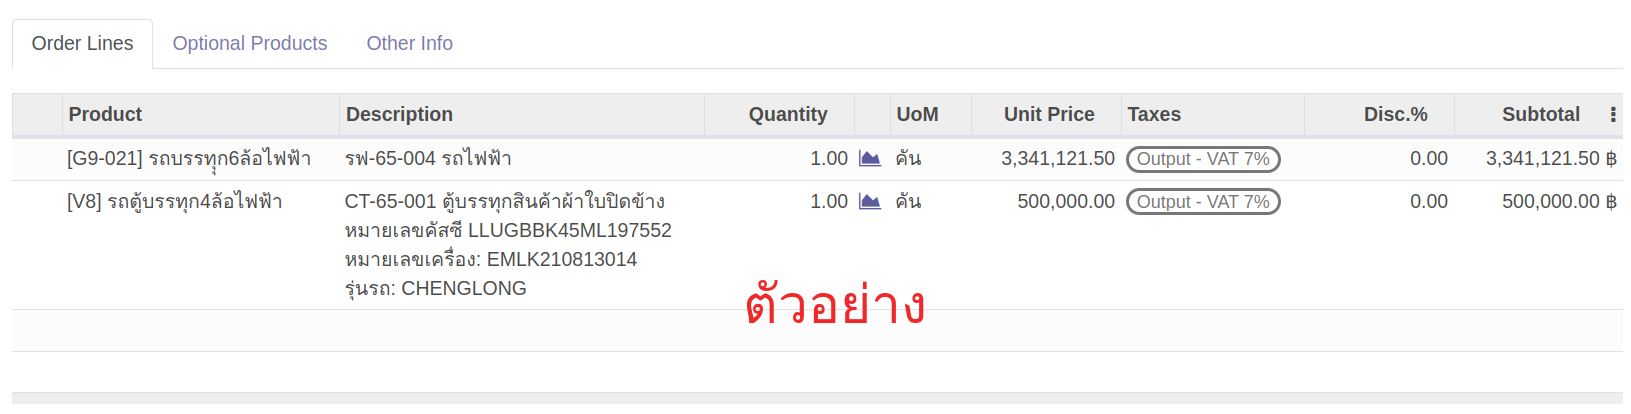 Order Lines Optional Products Other Info
Product Description Quantity UoM Unit Price Taxes Disc.% Subtotal
[G9-021] รถบรรทุุก6ล้อไฟฟ้า รฟ-65-004 รถไฟฟ้า 1.00 คัน 3,341,121.50 Output - VAT 7% 0.00 3,341,121.50 ฿
[V8] รถตู้บรรทุก4ล้อไฟฟ้า CT-65-001 ตู้บรรทุกสินค้าผ้าใบปิดข้าง 1.00 คัน 500,000.00 Output - VAT 7% 0.00 500,000.00 ฿
หมายเลขคัสซี LLUGBBK45ML197552
หมายเลขเครื่อง: EMLK210813014
รุ่นรถ: CHENGLONG
ตัวอย่าง